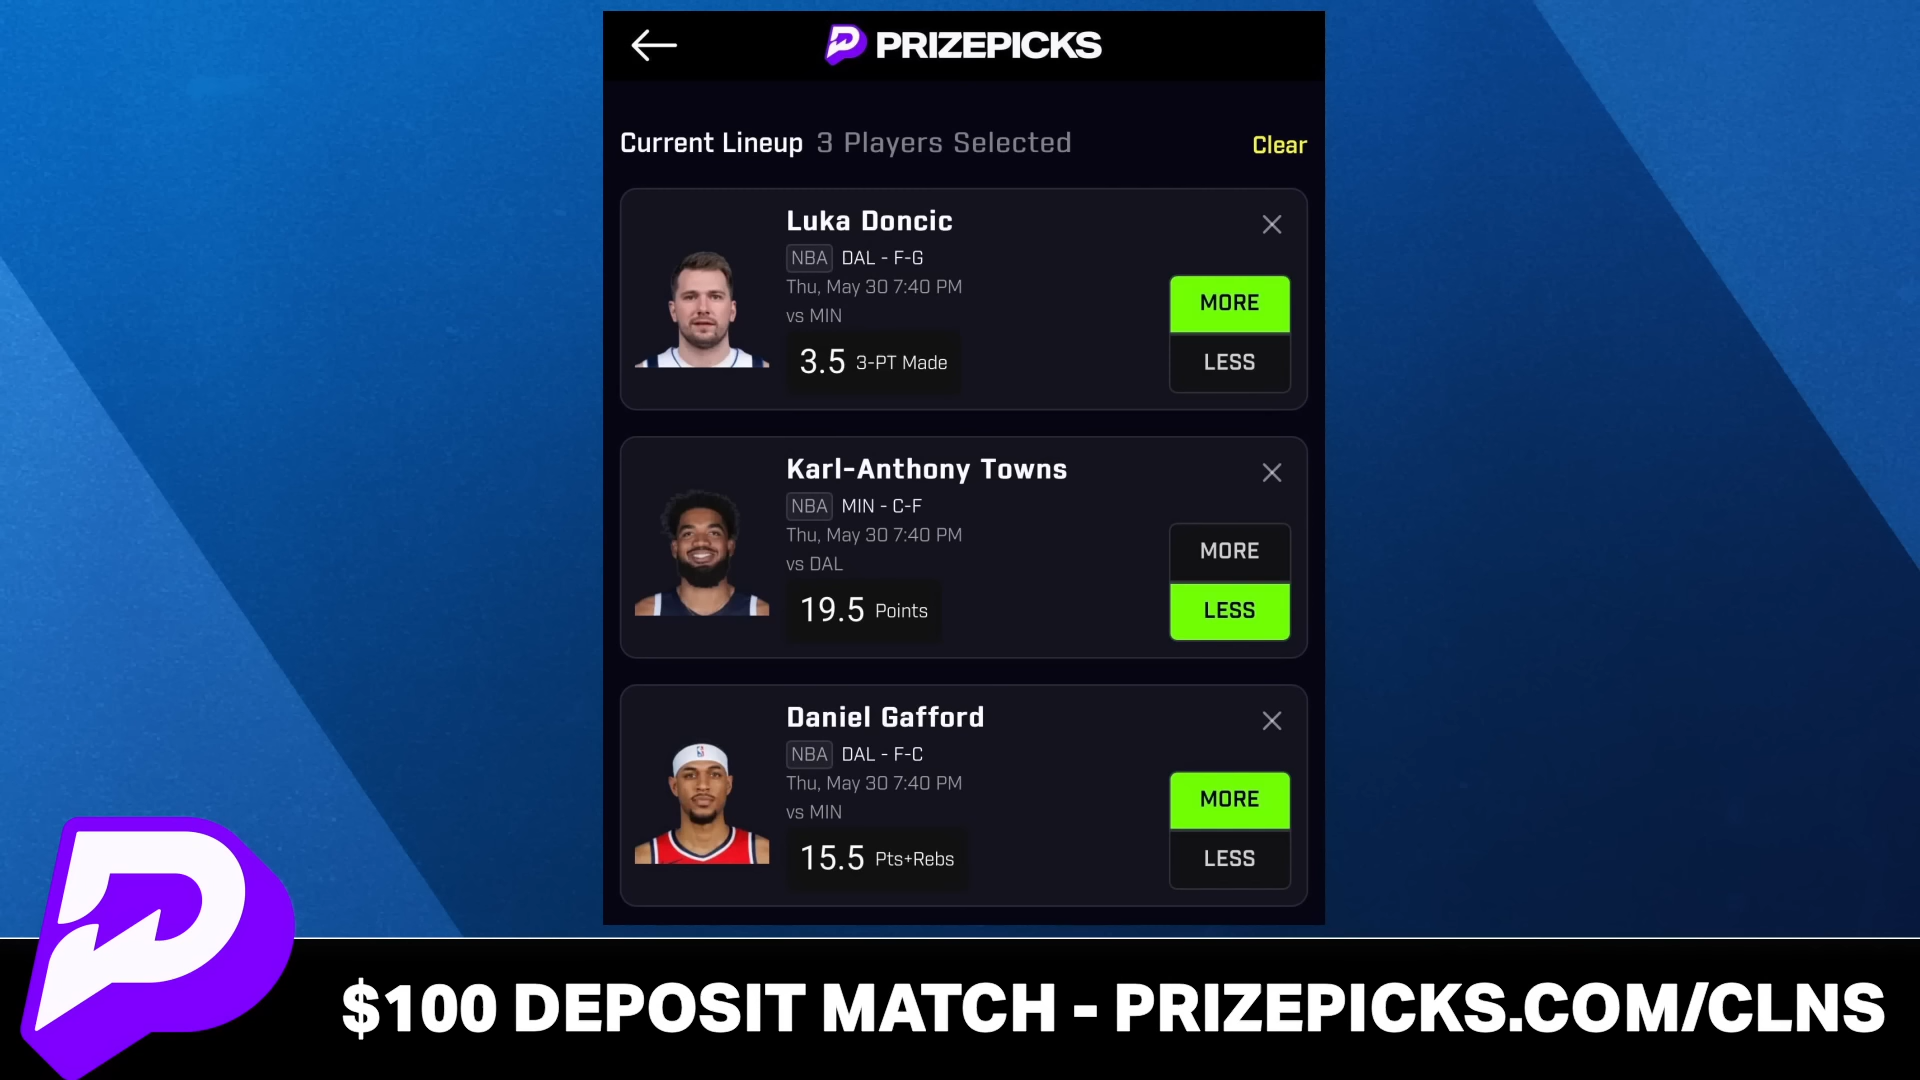 PRIZEPICKS
Current Lineup 3 Players Selected Clear
Luka Doncic
NBA DAL - F-G
Thu, May 30 7:40 PM
vs MIN
3.5 3-PT Made
MORE
LESS
Karl-Anthony Towns
NBA MIN - C-F
Thu, May 30 7:40 PM
vs DAL
19.5 Points
MORE
LESS
Daniel Gafford
NBA DAL - F-C
Thu, May 30 7:40 PM
vs MIN
15.5 Pts+Rebs
MORE
LESS
$100 DEPOSIT MATCH - PRIZEPICKS.COM/CLNS